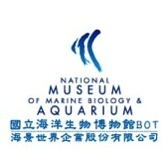 NATIONAL
MUSEUM
OF MARINE BIOLOGY &
AQUARIUM
國立海洋生物博物館BOT
海景世界企業股份有限公司